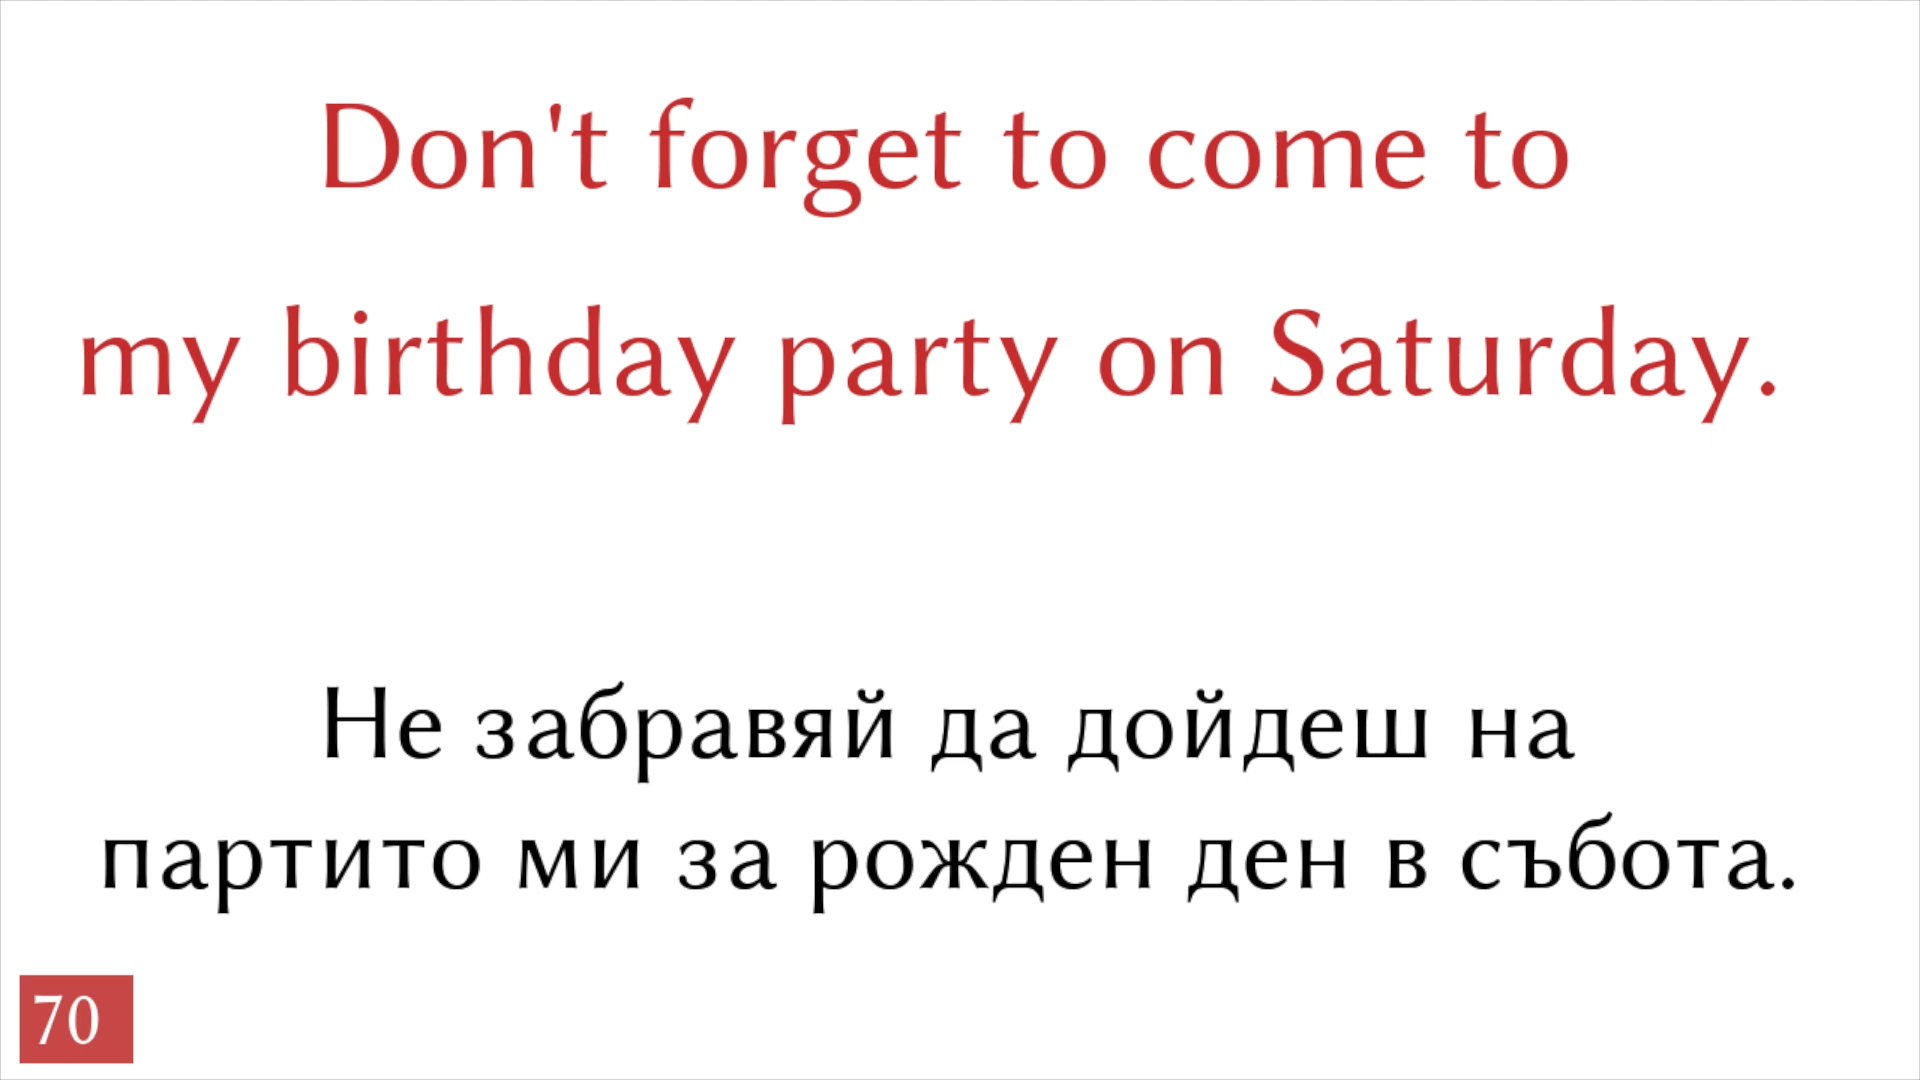 Don't forget to come to
my birthday party on Saturday.
Не забравяй да дойдеш на
партито ми за рожден ден в събота.
70